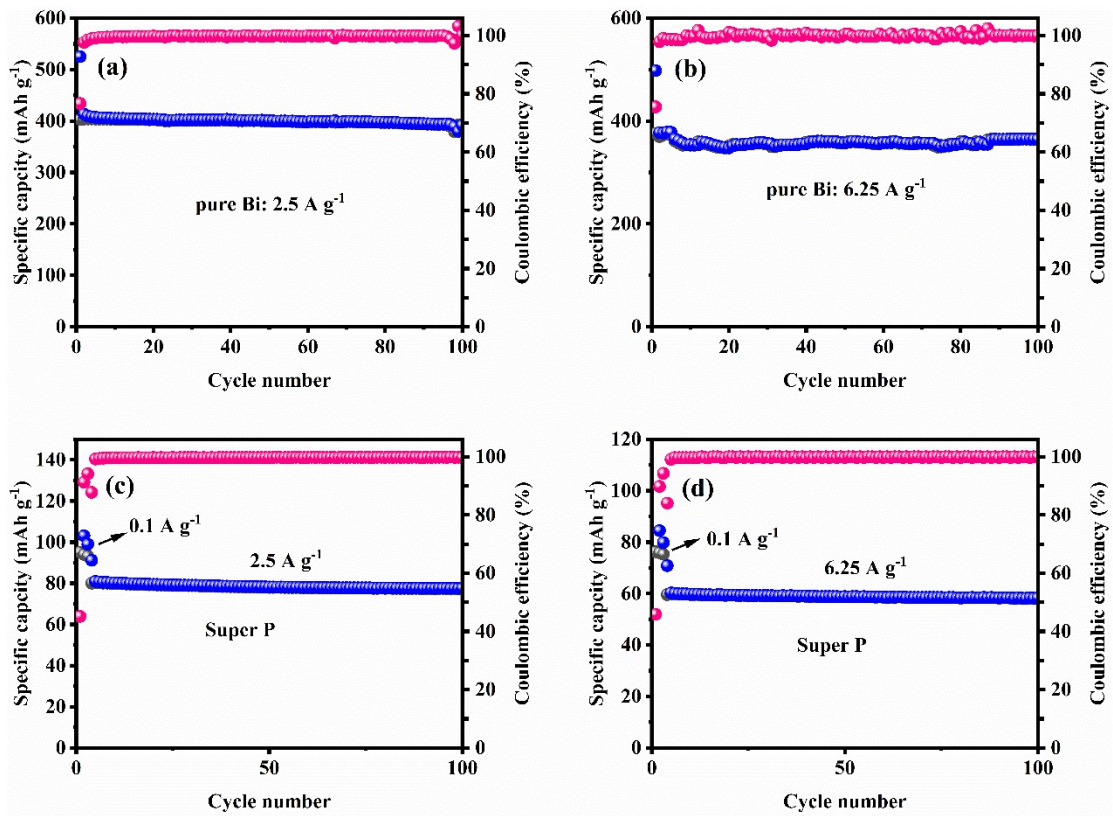 (a)
pure Bi: 2.5 A g⁻¹
Specific capcity (mAh g⁻¹)
600
500
400
300
200
100
0
Coulombic efficiency (%)
100
80
60
40
20
0
0 20 40 60 80 100
Cycle number
(b)
pure Bi: 6.25 A g⁻¹
Specific capcity (mAh g⁻¹)
600
400
200
0
Coulombic efficiency (%)
100
80
60
40
20
0
0 20 40 60 80 100
Cycle number
(c)
0.1 A g⁻¹
2.5 A g⁻¹
Super P
Specific capcity (mAh g⁻¹)
140
120
100
80
60
40
20
0
Coulombic efficiency (%)
100
80
60
40
20
0
0 50 100
Cycle number
(d)
0.1 A g⁻¹
6.25 A g⁻¹
Super P
Specific capcity (mAh g⁻¹)
120
100
80
60
40
20
0
Coulombic efficiency (%)
100
80
60
40
20
0
0 50 100
Cycle number